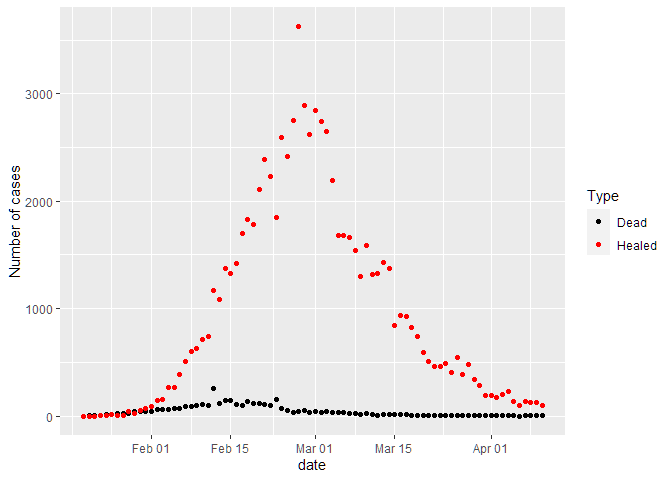 Number of cases
3000
2000
1000
0
Feb 01
Feb 15
Mar 01
Mar 15
Apr 01
date
Type
Dead
Healed